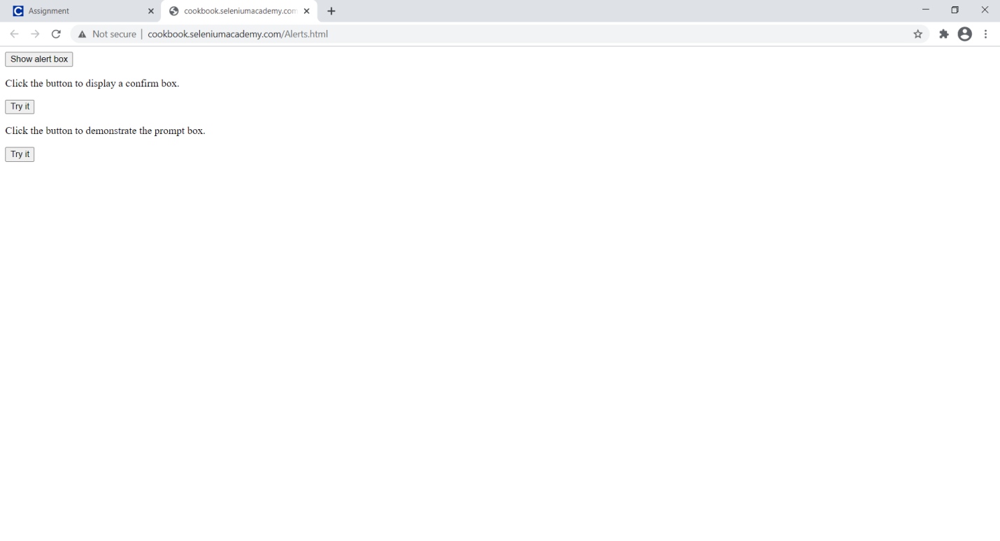 Assignment
cookbook.seleniumacademy.com
Not secure | cookbook.seleniumacademy.com/Alerts.html
Show alert box
Click the button to display a confirm box.
Try it
Click the button to demonstrate the prompt box.
Try it